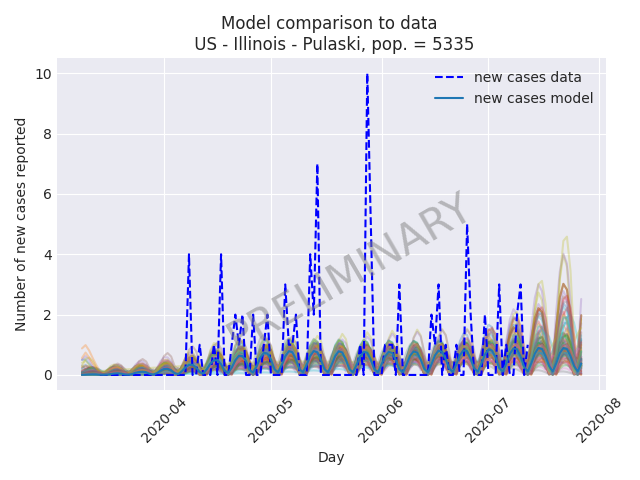 Model comparison to data
US - Illinois - Pulaski, pop. = 5335
10
8
6
4
2
0
Number of new cases reported
new cases data
new cases model
PRELIMINARY
2020-04
2020-05
2020-06
2020-07
2020-08
Day